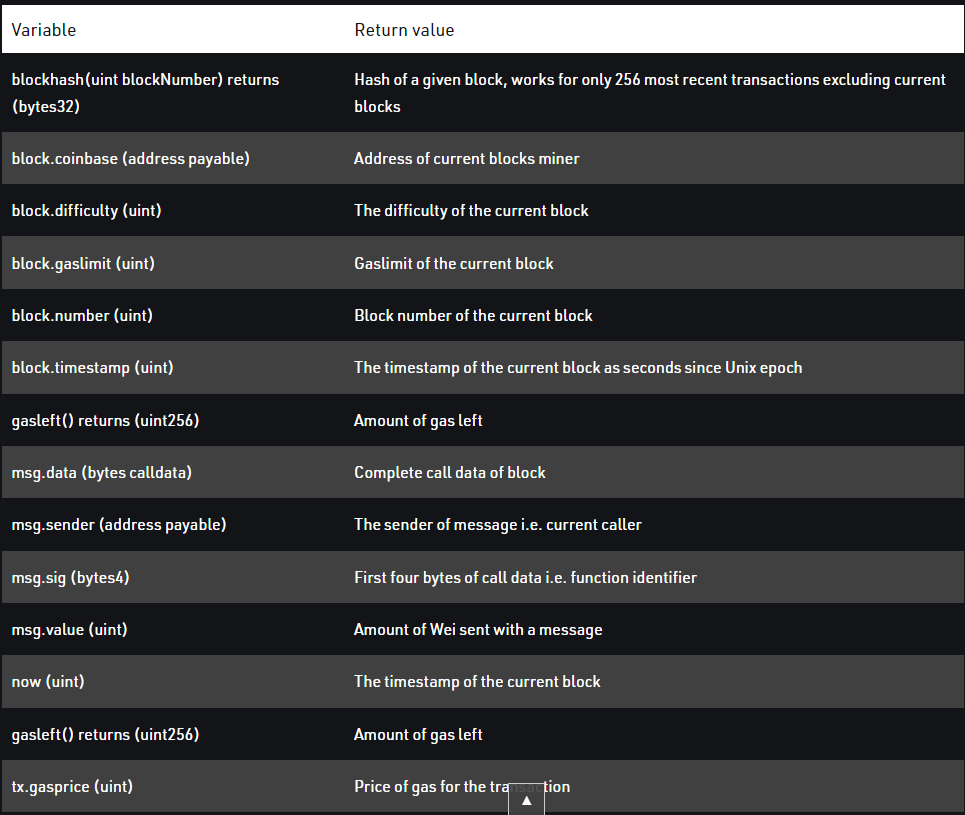 Variable Return value
blockhash(uint blockNumber) returns Hash of a given block, works for only 256 most recent transactions excluding current
(bytes32) blocks
block.coinbase (address payable) Address of current blocks miner
block.difficulty (uint) The difficulty of the current block
block.gaslimit (uint) Gaslimit of the current block
block.number (uint) Block number of the current block
block.timestamp (uint) The timestamp of the current block as seconds since Unix epoch
gasleft() returns (uint256) Amount of gas left
msg.data (bytes calldata) Complete call data of block
msg.sender (address payable) The sender of message i.e. current caller
msg.sig (bytes4) First four bytes of call data i.e. function identifier
msg.value (uint) Amount of Wei sent with a message
now (uint) The timestamp of the current block
gasleft() returns (uint256) Amount of gas left
tx.gasprice (uint) Price of gas for the transaction